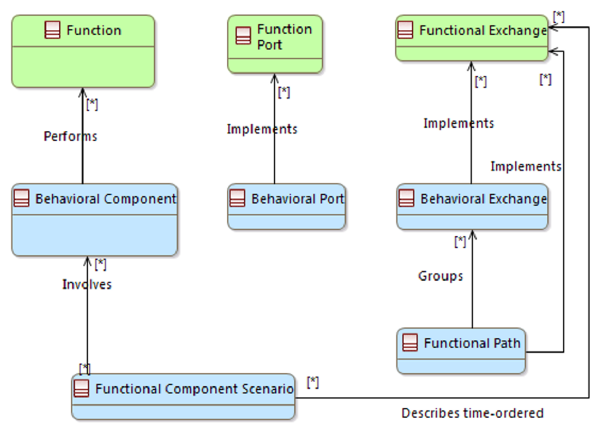 [*]
Function
Function
Port
Functional Exchange
[*]
[*]
[*]
[*]
Performs
Implements
Implements
Implements
Behavioral Component
Behavioral Port
Behavioral Exchange
[*]
[*]
Involves
Groups
Functional Path
[*]
Functional Component Scenario
[*]
Describes time-ordered